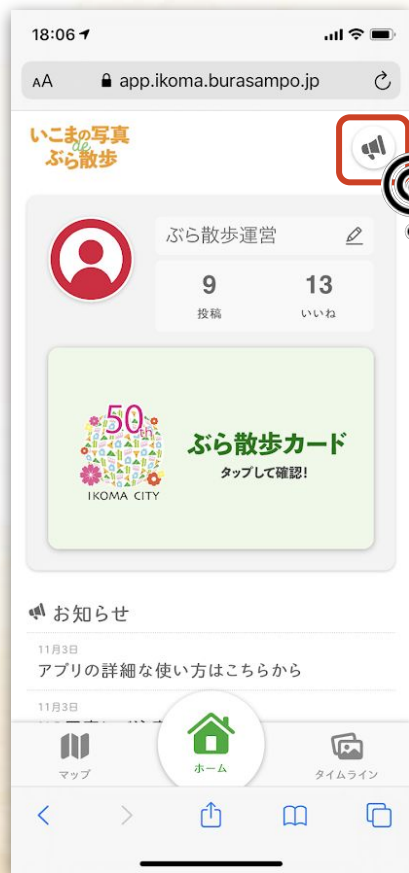 18:06
AA app.ikoma.burasampo.jp
いこまの写真
de
ぶら散歩
ぶら散歩運営
9 13
投稿 いいね
50th
IKOMA CITY
ぶら散歩カード
タップして確認!
お知らせ
11月3日
アプリの詳細な使い方はこちらから
11月3日
マップ ホーム タイムライン